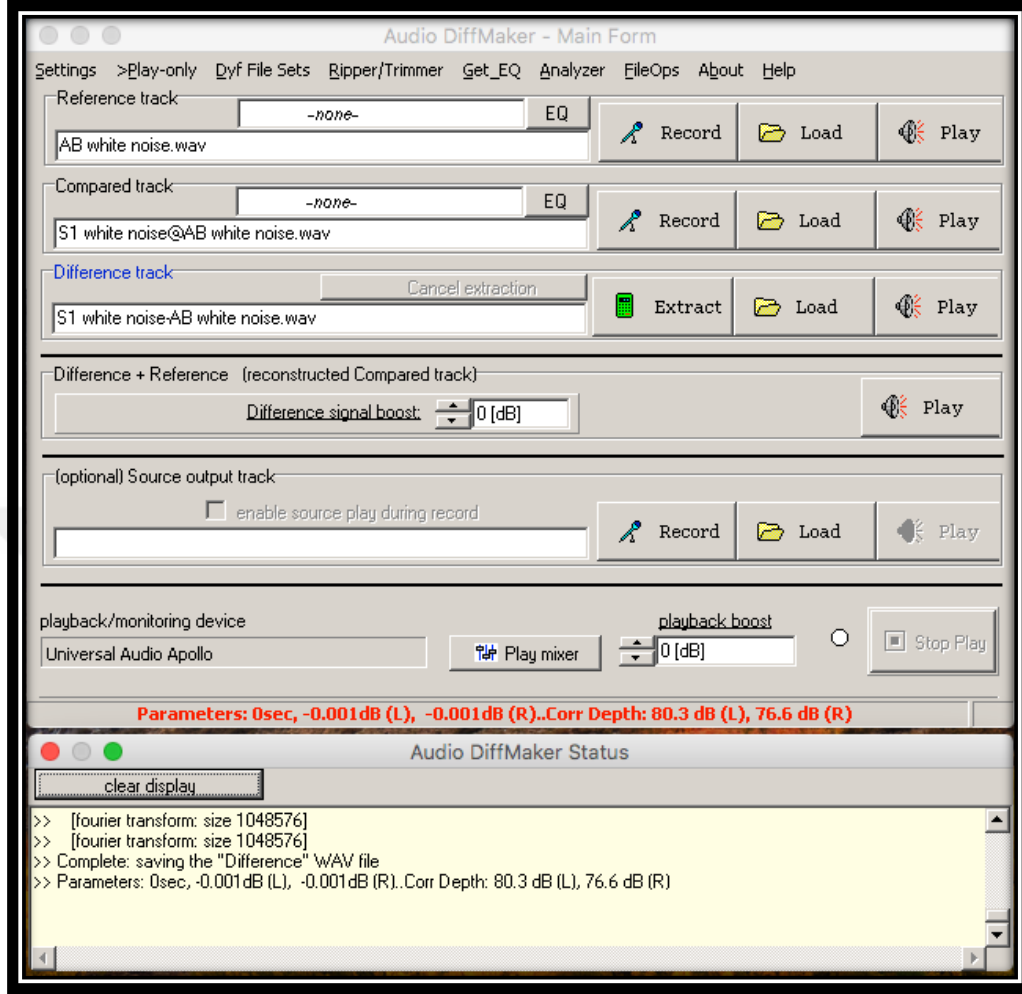 Audio DiffMaker - Main Form
Settings >Play-only Dyf File Sets Ripper/Trimmer Get_EQ Analyzer FileOps About Help
Reference track
-none- EQ
AB white noise.wav
Record Load Play
Compared track
-none- EQ
S1 white noise@AB white noise.wav
Record Load Play
Difference track
Cancel extraction
S1 white noise-AB white noise.wav
Extract Load Play
Difference + Reference (reconstructed Compared track)
Difference signal boost: 0 [dB]
Play
(optional) Source output track
enable source play during record
Record Load Play
playback/monitoring device
Universal Audio Apollo
Play mixer
playback boost
0 [dB]
Stop Play
Parameters: 0sec, -0.001dB (L), -0.001dB (R)..Corr Depth: 80.3 dB (L), 76.6 dB (R)
Audio DiffMaker Status
clear display
>> [fourier transform: size 1048576]
>> [fourier transform: size 1048576]
>> Complete: saving the "Difference" WAV file
>> Parameters: 0sec, -0.001dB (L), -0.001dB (R)..Corr Depth: 80.3 dB (L), 76.6 dB (R)